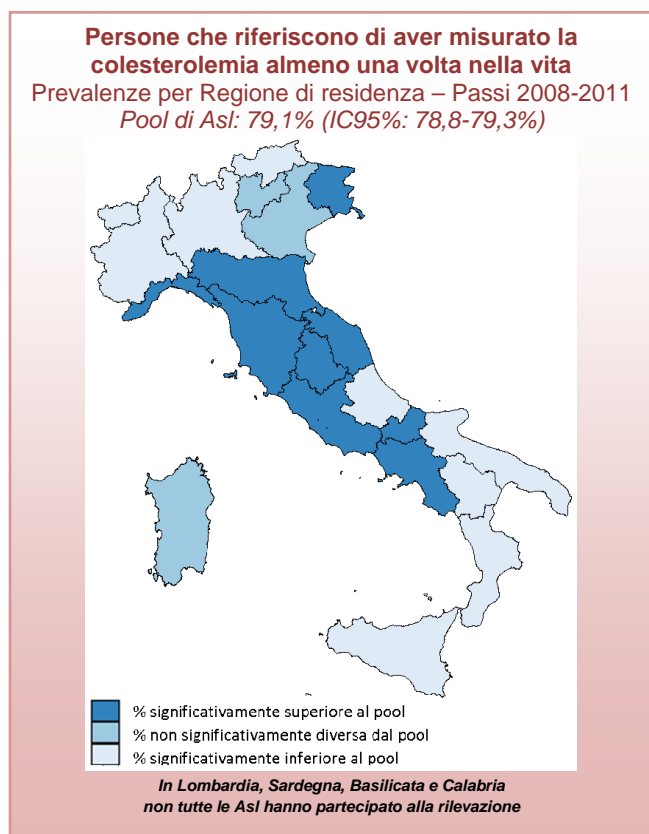 Persone che riferiscono di aver misurato la
colesterolemia almeno una volta nella vita
Prevalenze per Regione di residenza – Passi 2008-2011
Pool di Asl: 79,1% (IC95%: 78,8-79,3%)
% significativamente superiore al pool
% non significativamente diversa dal pool
% significativamente inferiore al pool
In Lombardia, Sardegna, Basilicata e Calabria
non tutte le Asl hanno partecipato alla rilevazione